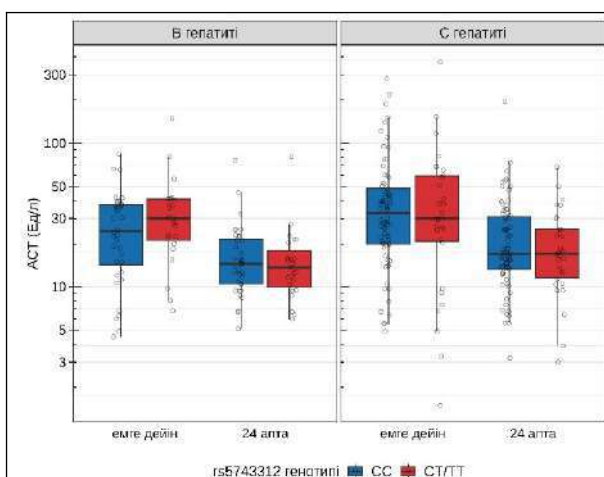 В гепатиті
С гепатиті
АСТ (Ед/л)
300
100
50
30
10
5
3
емге дейін
24 апта
емге дейін
24 апта
rs5743312 генотипі CC CT/TT